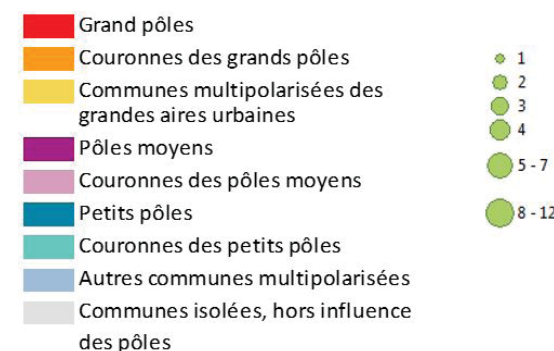 Grand pôles
Couronnes des grands pôles
Communes multipolarisées des
grandes aires urbaines
Pôles moyens
Couronnes des pôles moyens
Petits pôles
Couronnes des petits pôles
Autres communes multipolarisées
Communes isolées, hors influence
des pôles
1
2
3
4
5 - 7
8 - 12